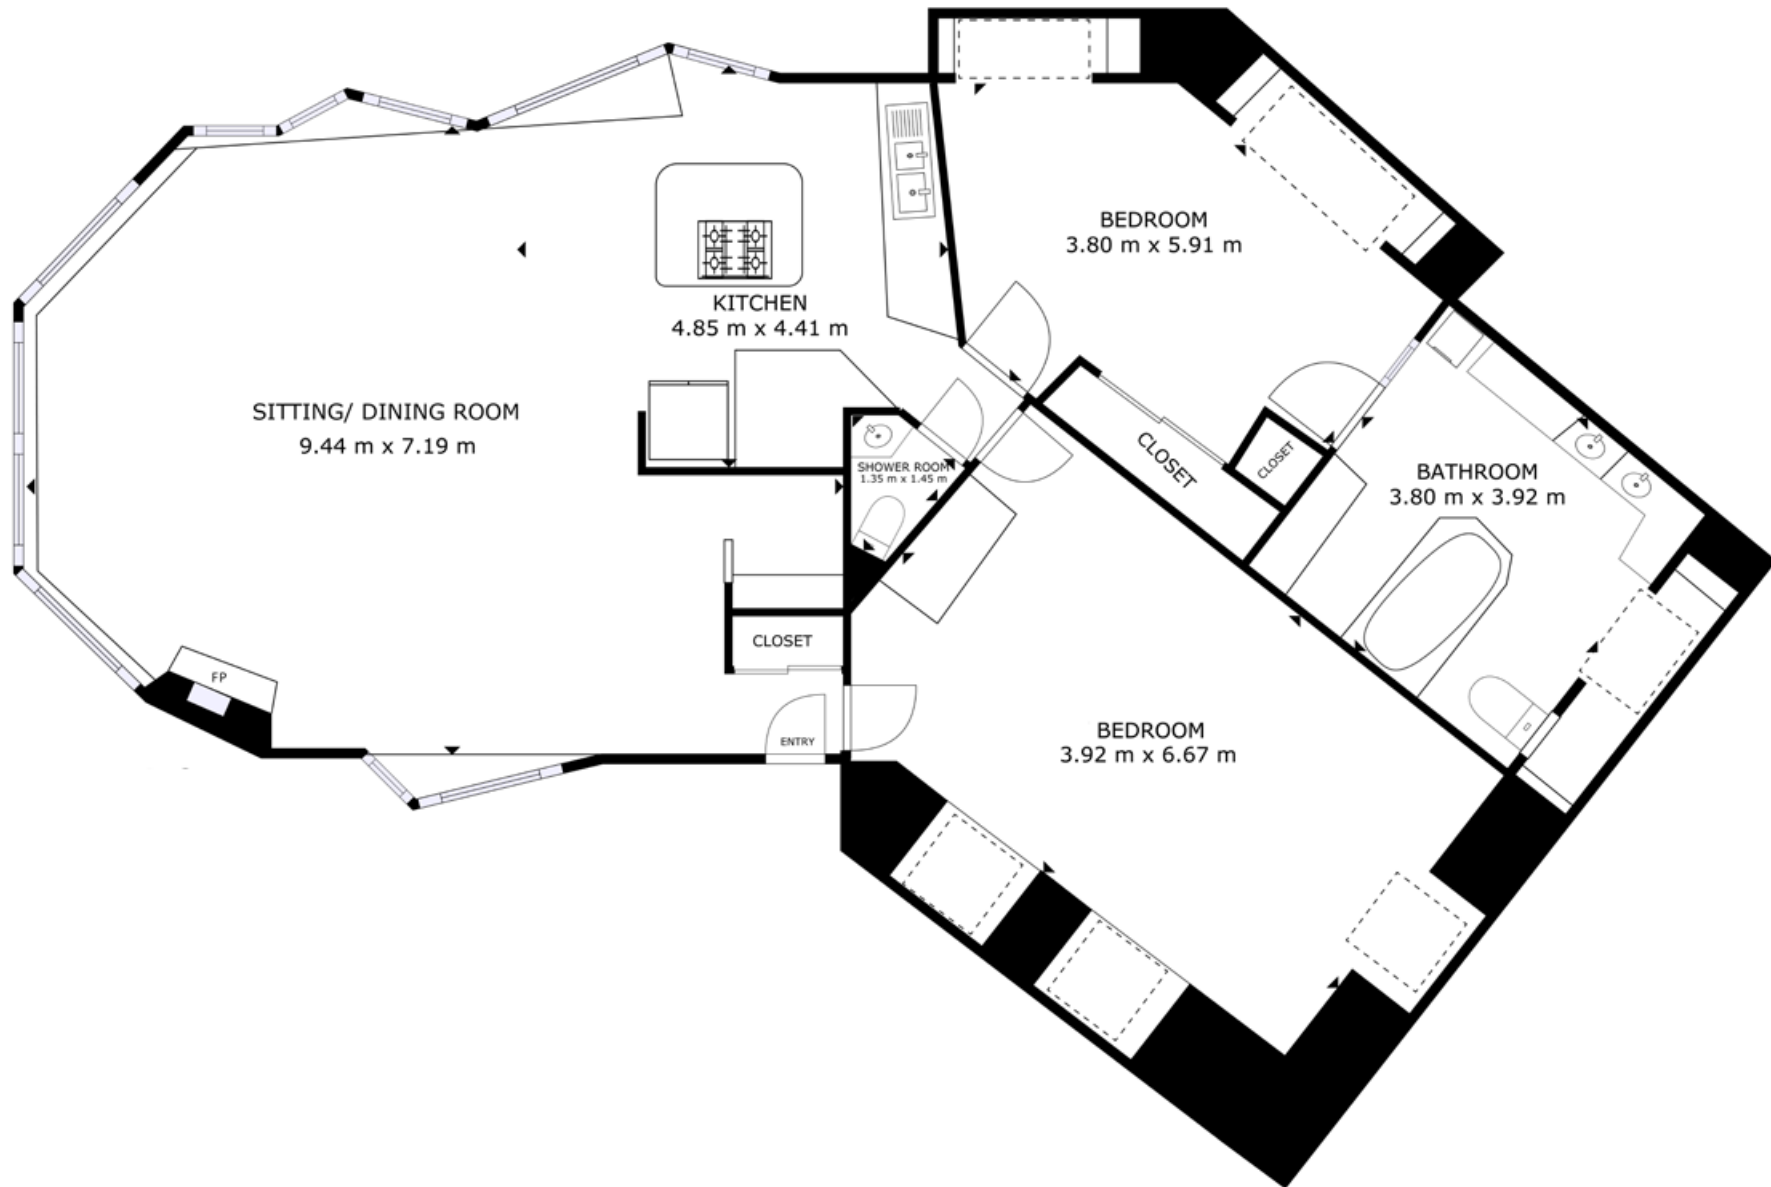 BEDROOM
3.80 m x 5.91 m
KITCHEN
4.85 m x 4.41 m
SITTING/ DINING ROOM
9.44 m x 7.19 m
SHOWER ROOM
1.35 m x 1.45 m
CLOSET
CLOSET
BATHROOM
3.80 m x 3.92 m
CLOSET
FP
ENTRY
BEDROOM
3.92 m x 6.67 m